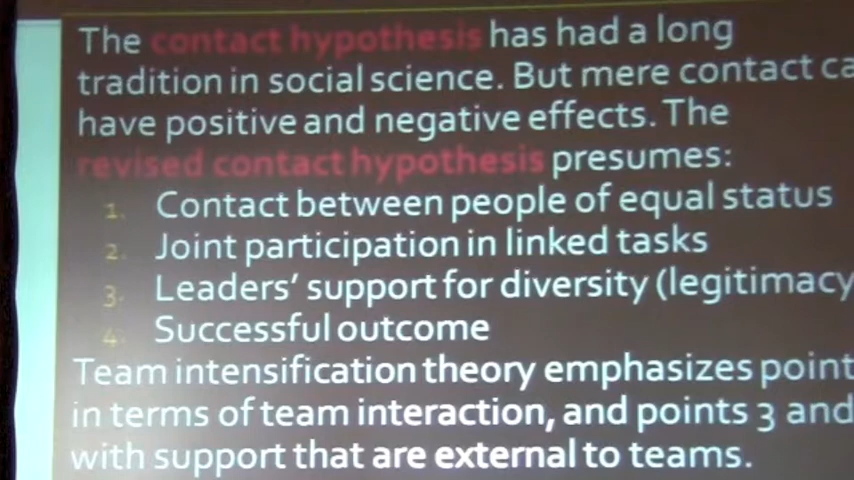 The contact hypothesis has had a long
tradition in social science. But mere contact ca
have positive and negative effects. The
revised contact hypothesis presumes:
1. Contact between people of equal status
2. Joint participation in linked tasks
3. Leaders' support for diversity (legitimacy
4. Successful outcome
Team intensification theory emphasizes point
in terms of team interaction, and points 3 and
with support that are external to teams.